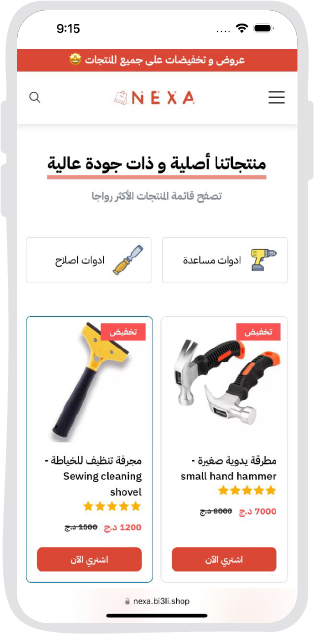 9:15
عروض و تخفيضات على جميع المنتجات 🤩
NEXA
منتجاتنا أصلية و ذات جودة عالية
تصفح قائمة المنتجات الأكثر رواجا
ادوات مساعدة
ادوات اصلاح
تخفيض
مطرقة يدوية صغيرة -
small hand hammer
7000 د.ج 8000 د.ج
اشتري الآن
تخفيض
مجرفة تنظيف للخياطة -
Sewing cleaning
shovel
1200 د.ج 1500 د.ج
اشتري الآن
nexa.bi3li.shop